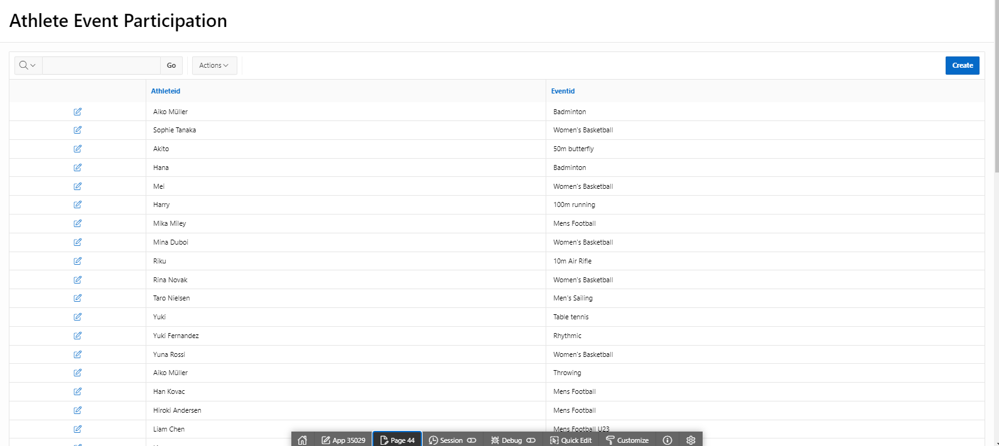 Athlete Event Participation
Go Actions Create
Athleteid Eventid
Aiko Müller Badminton
Sophie Tanaka Women's Basketball
Akito 50m butterfly
Hana Badminton
Mei Women's Basketball
Harry 100m running
Mika Miley Mens Football
Mina Duboi Women's Basketball
Riku 10m Air Rifle
Rina Novak Women's Basketball
Taro Nielsen Men's Sailing
Yuki Table tennis
Yuki Fernandez Rhythmic
Yuna Rossi Women's Basketball
Aiko Müller Throwing
Han Kovac Mens Football
Hiroki Andersen Mens Football
Liam Chen Mens Football U23
App 35029 Page 44 Session Debug Quick Edit Customize